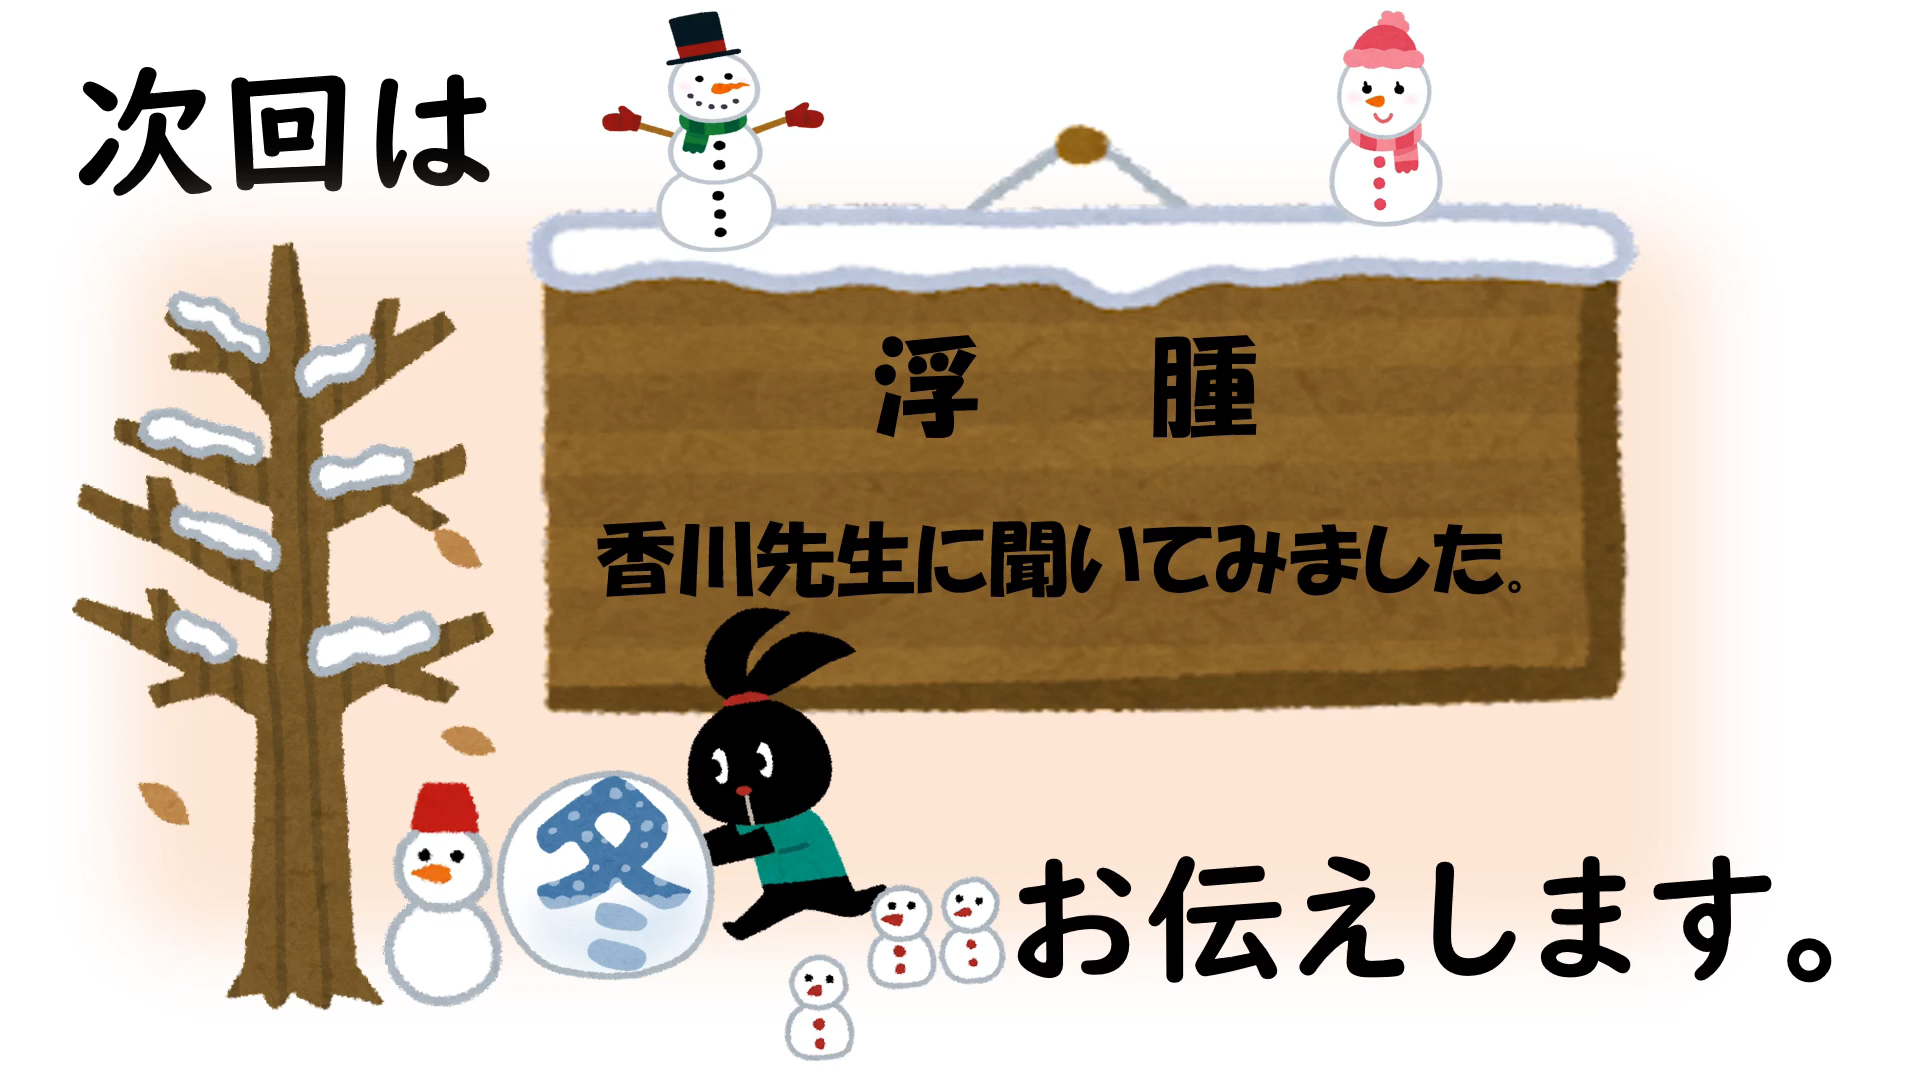 次回は
浮　腫
香川先生に聞いてみました。
冬
お伝えします。